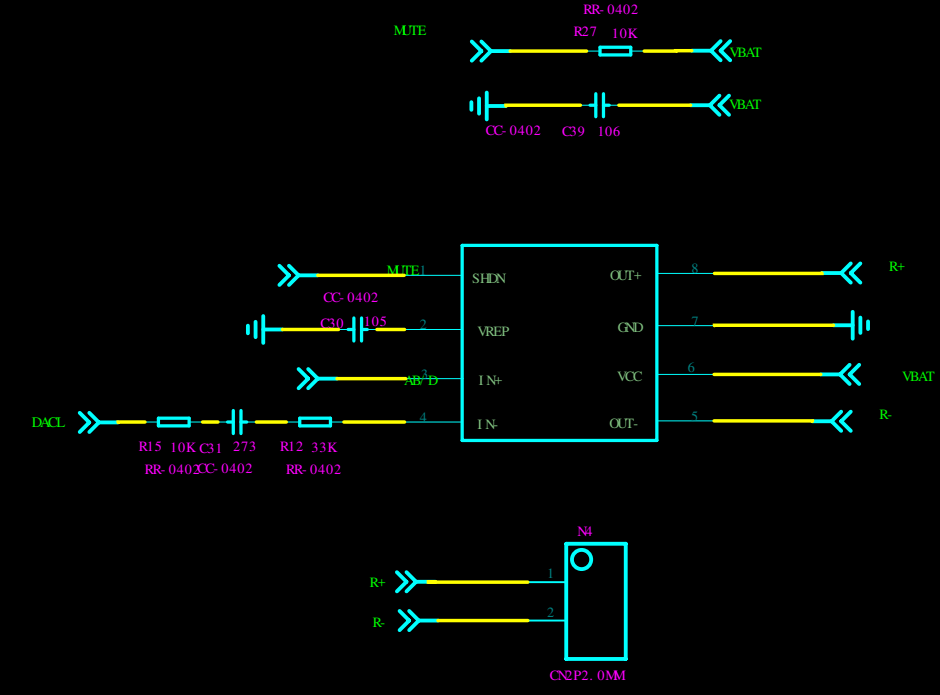 RR-0402
MUTE R27 10K
VBAT
VBAT
CC-0402 C39 106
MUTE 1 SHDN OUT+ 8 R+
CC-0402
C30 105 2 VREP GND 7
AB/D 3 IN+ VCC 6 VBAT
DACL 4 IN- OUT- 5 R-
R15 10K C31 273 R12 33K
RR-0402 CC-0402 RR-0402
N4
R+ 1
R- 2
CN2P2.0MM